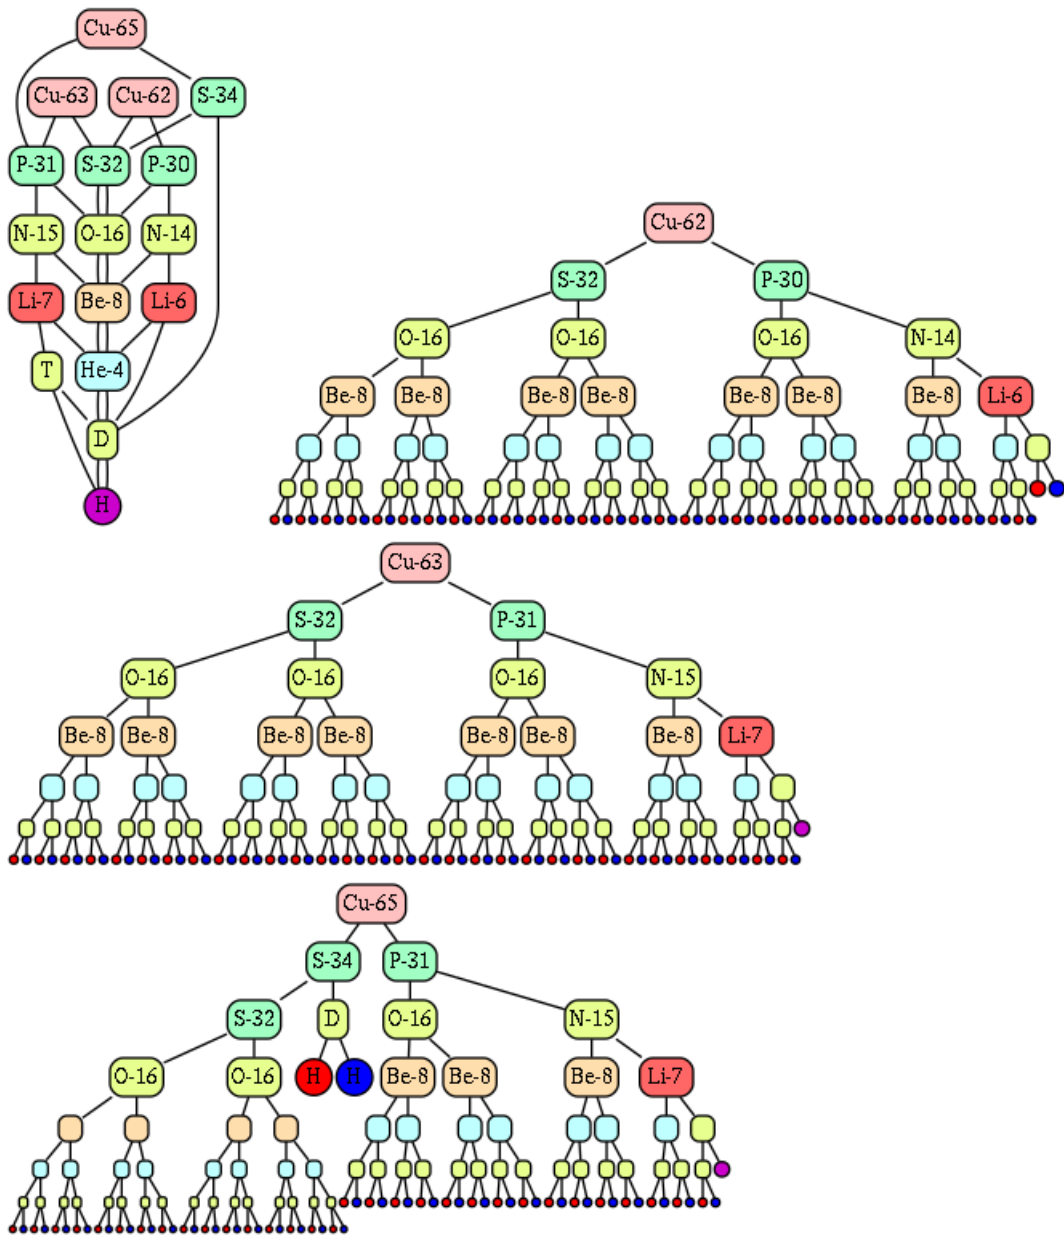 Cu-65
Cu-63 Cu-62 S-34
P-31 S-32 P-30
N-15 O-16 N-14
Li-7 Be-8 Li-6
T He-4
D
H
Cu-62
S-32 P-30
O-16 O-16 O-16 N-14
Be-8 Be-8 Be-8 Be-8 Be-8 Be-8 Be-8 Li-6
Cu-63
S-32 P-31
O-16 O-16 O-16 N-15
Be-8 Be-8 Be-8 Be-8 Be-8 Be-8 Be-8 Li-7
Cu-65
S-34 P-31
S-32 D O-16 N-15
O-16 O-16 H H Be-8 Be-8 Be-8 Li-7